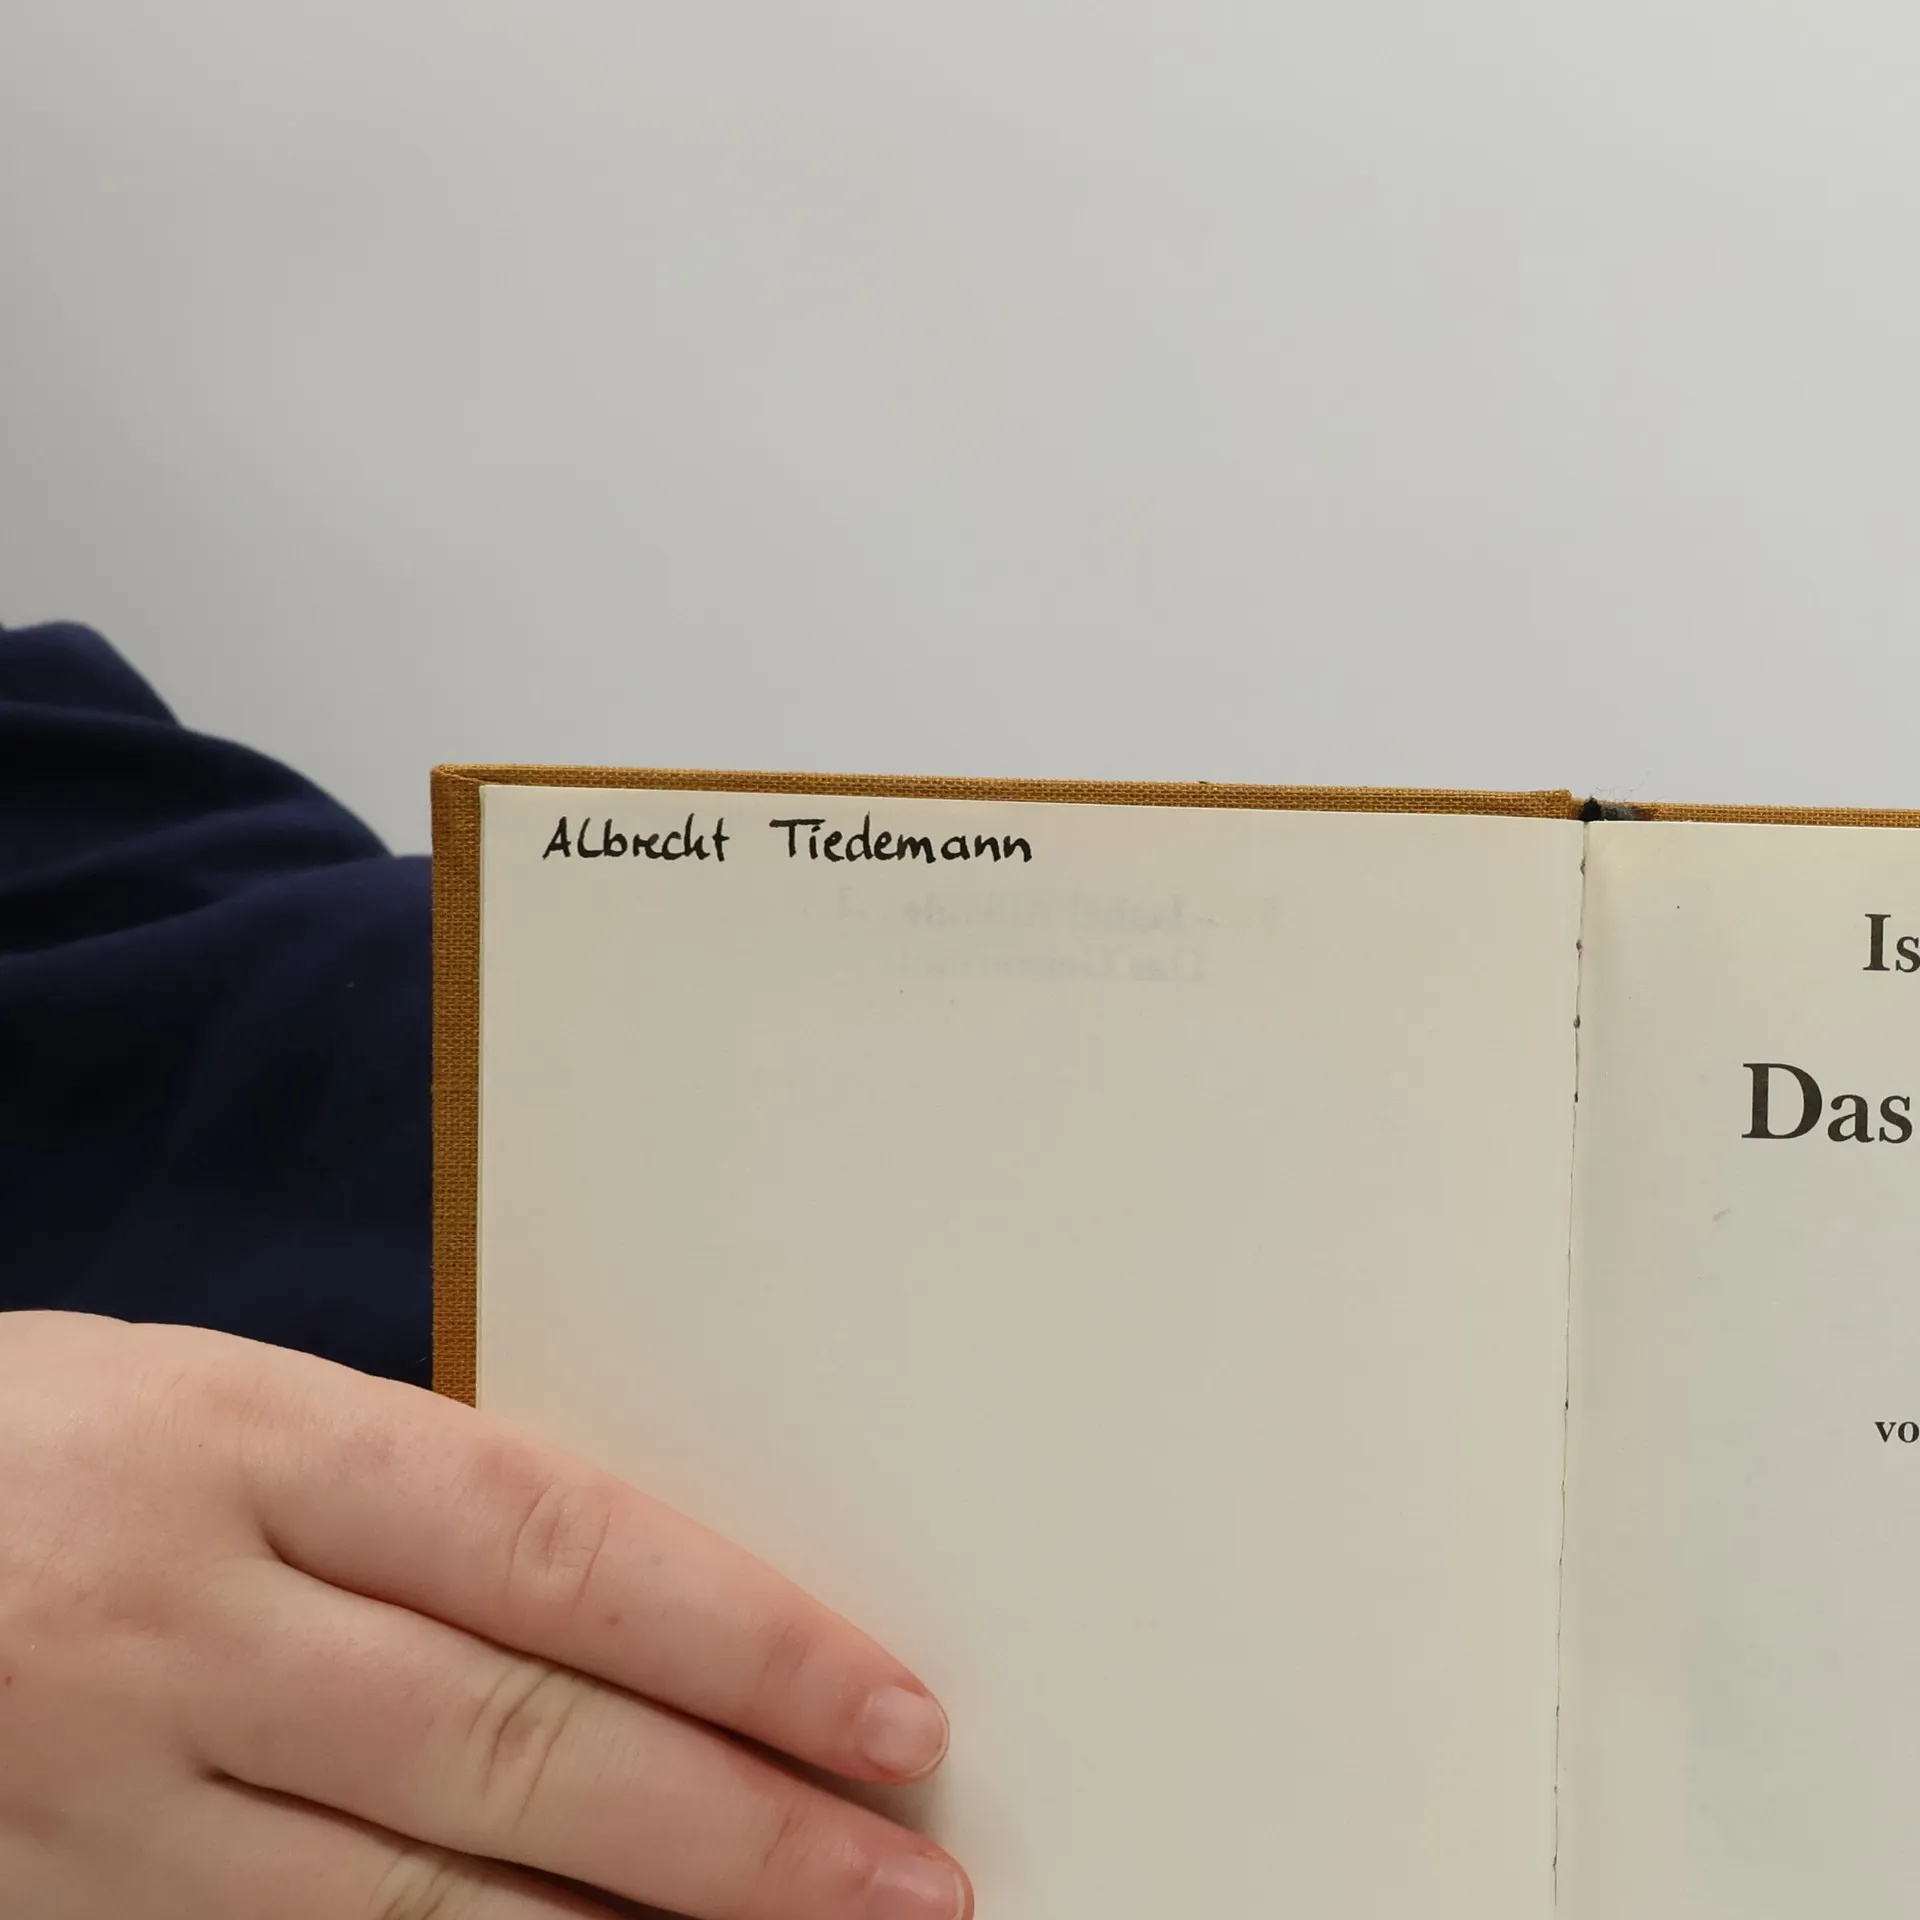 Albrecht Tiedemann
Is
Das
vo